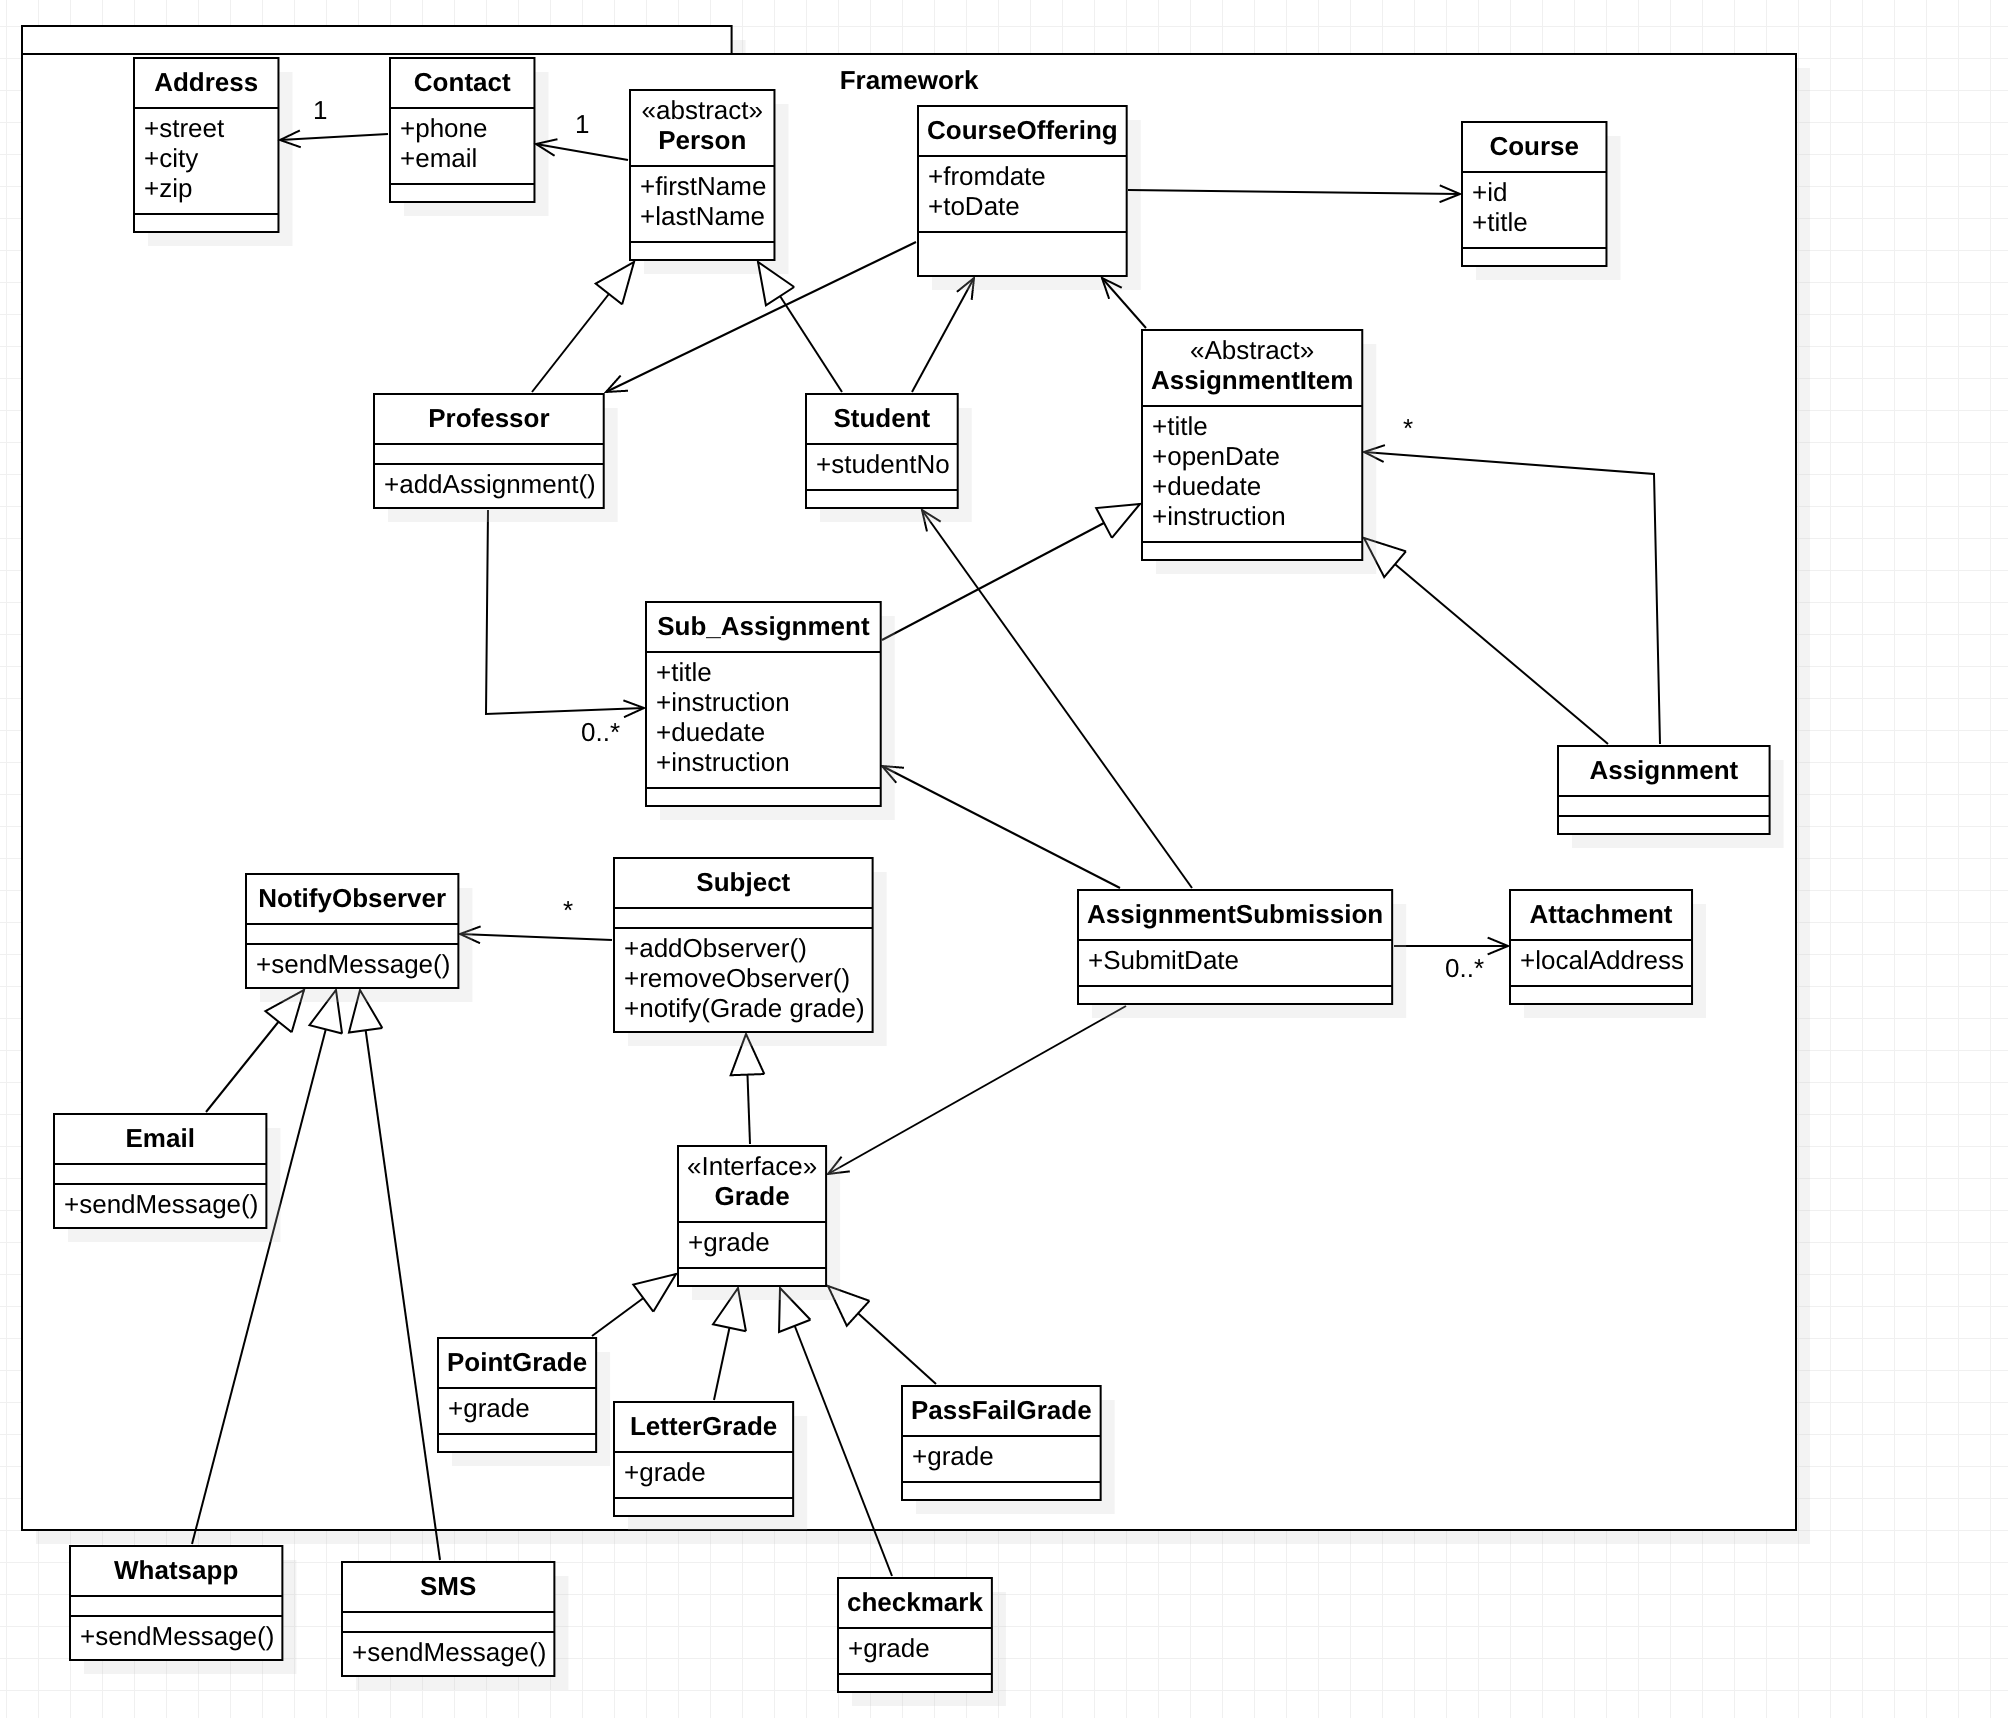 Framework
Address
+street
+city
+zip
1
Contact
+phone
+email
1
«abstract»
Person
+firstName
+lastName
CourseOffering
+fromdate
+toDate
Course
+id
+title
Professor
+addAssignment()
Student
+studentNo
«Abstract»
AssignmentItem
+title
+openDate
+duedate
+instruction
*
Sub_Assignment
+title
+instruction
+duedate
+instruction
0..*
Assignment
NotifyObserver
+sendMessage()
*
Subject
+addObserver()
+removeObserver()
+notify(Grade grade)
AssignmentSubmission
+SubmitDate
0..*
Attachment
+localAddress
Email
+sendMessage()
«Interface»
Grade
+grade
PointGrade
+grade
LetterGrade
+grade
PassFailGrade
+grade
Whatsapp
+sendMessage()
SMS
+sendMessage()
checkmark
+grade